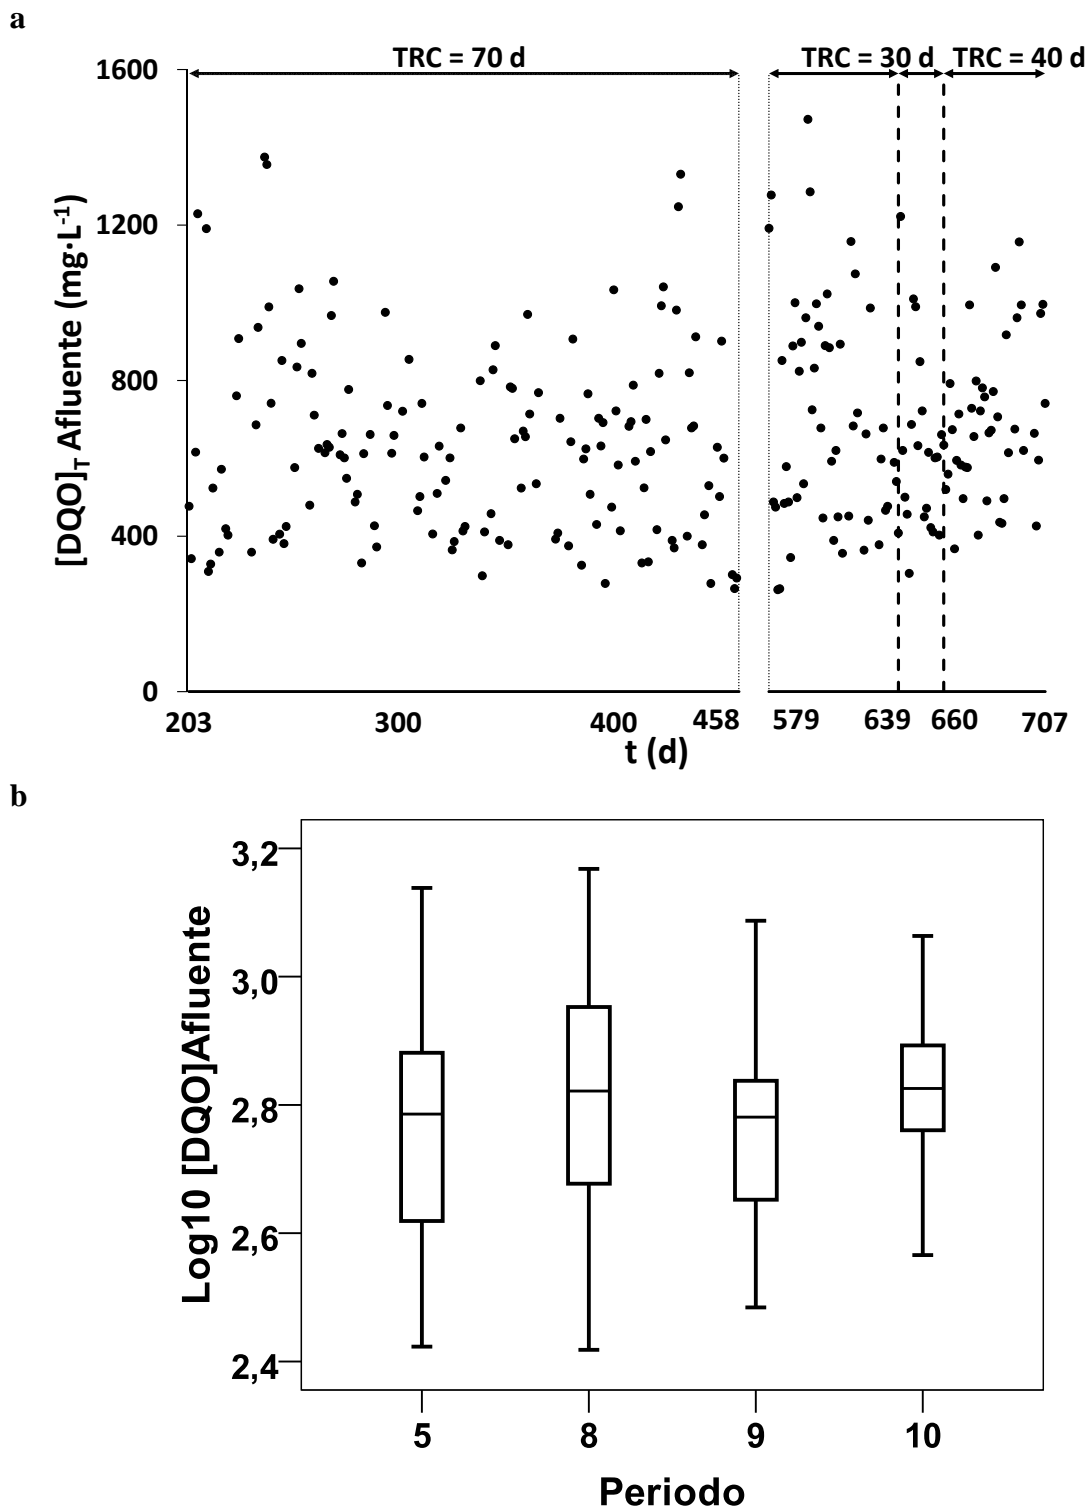 a
TRC = 70 d TRC = 30 d TRC = 40 d
1600
1200
800
400
0
[DQO]T Afluente (mg·L-1)
203 300 400 458 579 639 660 707
t (d)
b
3,2
3,0
2,8
2,6
2,4
Log10 [DQO]Afluente
5 8 9 10
Periodo